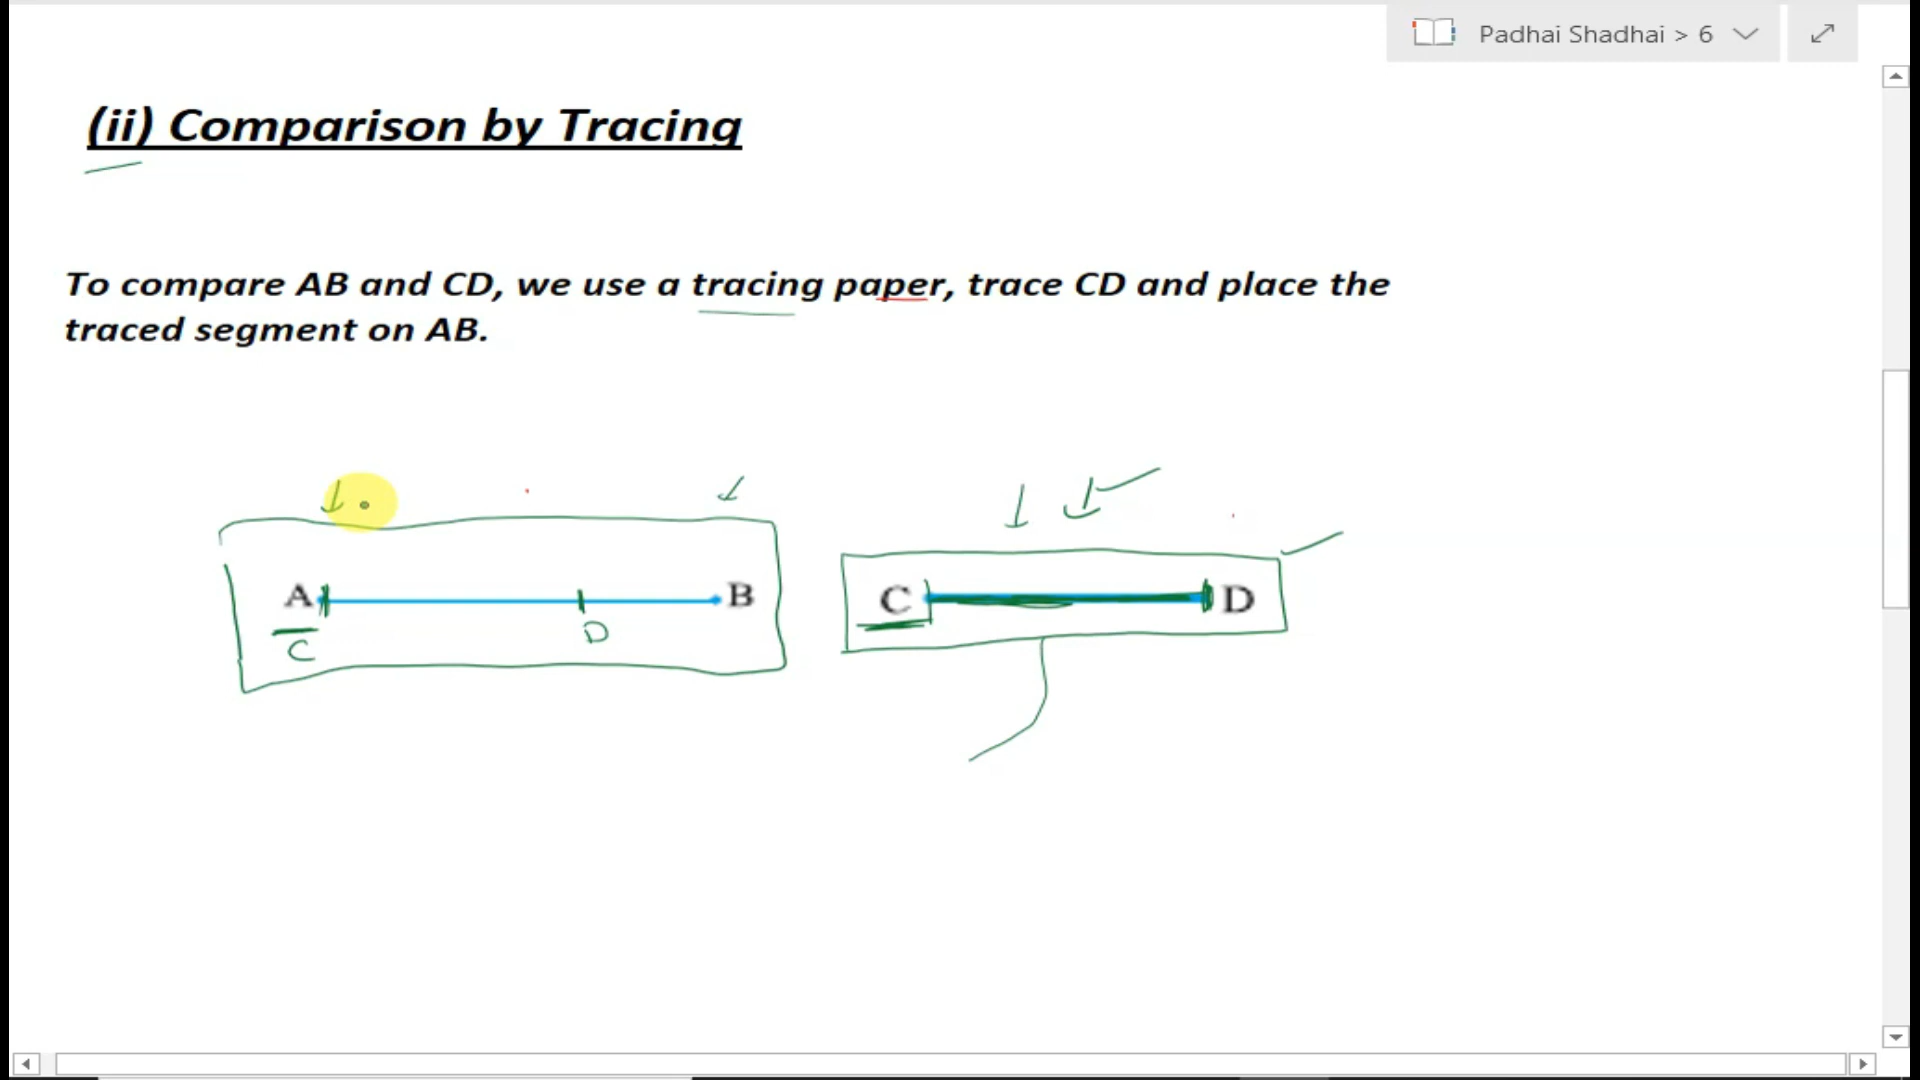 Padhai Shadhai > 6
(ii) Comparison by Tracing
To compare AB and CD, we use a tracing paper, trace CD and place the
traced segment on AB.
A B C D
C D